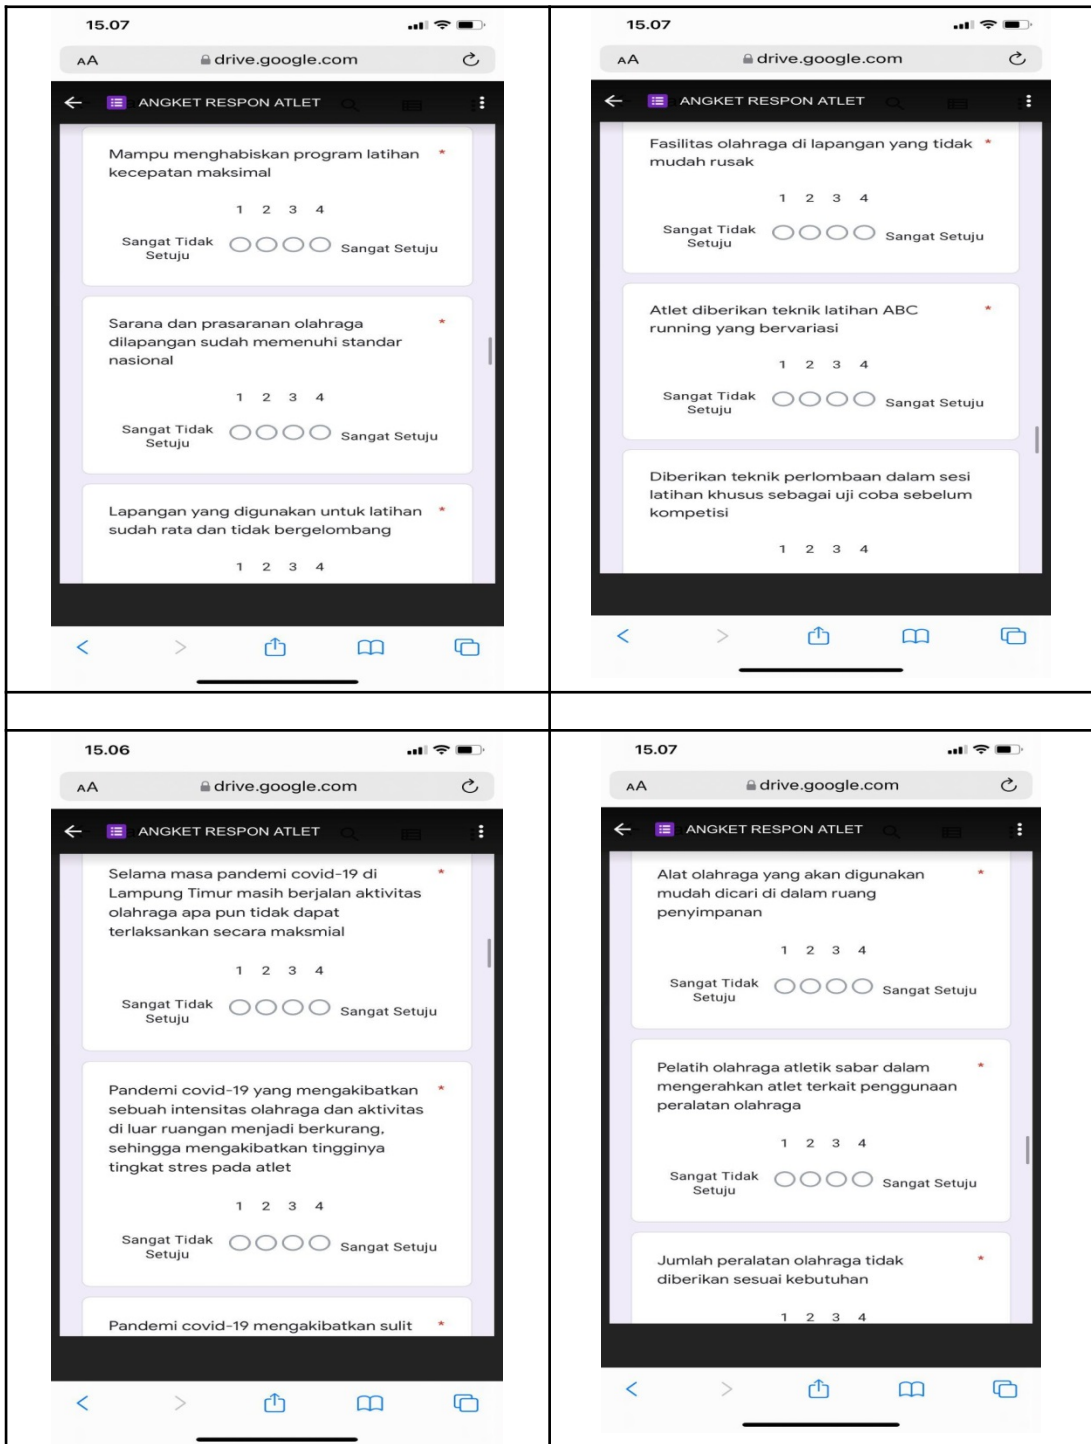 15.07
AA drive.google.com
ANGKET RESPON ATLET
Mampu menghabiskan program latihan *
kecepatan maksimal
1 2 3 4
Sangat Tidak
Setuju
Sangat Setuju
Sarana dan prasaranan olahraga *
dilapangan sudah memenuhi standar
nasional
1 2 3 4
Sangat Tidak
Setuju
Sangat Setuju
Lapangan yang digunakan untuk latihan *
sudah rata dan tidak bergelombang
1 2 3 4
15.07
AA drive.google.com
ANGKET RESPON ATLET
Fasilitas olahraga di lapangan yang tidak *
mudah rusak
1 2 3 4
Sangat Tidak
Setuju
Sangat Setuju
Atlet diberikan teknik latihan ABC *
running yang bervariasi
1 2 3 4
Sangat Tidak
Setuju
Sangat Setuju
Diberikan teknik perlombaan dalam sesi
latihan khusus sebagai uji coba sebelum
kompetisi
1 2 3 4
15.06
AA drive.google.com
ANGKET RESPON ATLET
Selama masa pandemi covid-19 di *
Lampung Timur masih berjalan aktivitas
olahraga apa pun tidak dapat
terlaksankan secara maksmial
1 2 3 4
Sangat Tidak
Setuju
Sangat Setuju
Pandemi covid-19 yang mengakibatkan *
sebuah intensitas olahraga dan aktivitas
di luar ruangan menjadi berkurang,
sehingga mengakibatkan tingginya
tingkat stres pada atlet
1 2 3 4
Sangat Tidak
Setuju
Sangat Setuju
Pandemi covid-19 mengakibatkan sulit *
15.07
AA drive.google.com
ANGKET RESPON ATLET
Alat olahraga yang akan digunakan *
mudah dicari di dalam ruang
penyimpanan
1 2 3 4
Sangat Tidak
Setuju
Sangat Setuju
Pelatih olahraga atletik sabar dalam *
mengerahkan atlet terkait penggunaan
peralatan olahraga
1 2 3 4
Sangat Tidak
Setuju
Sangat Setuju
Jumlah peralatan olahraga tidak *
diberikan sesuai kebutuhan
1 2 3 4